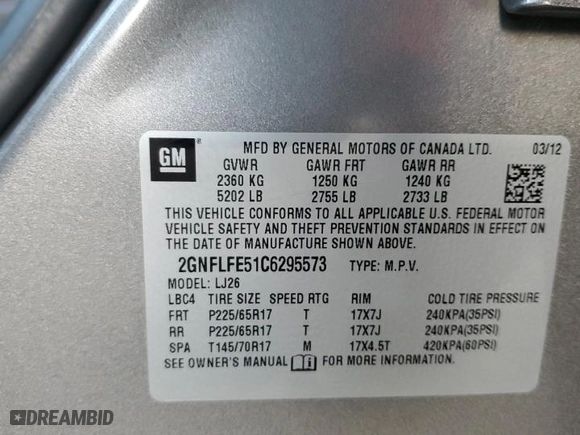 GM ® MFD BY GENERAL MOTORS OF CANADA LTD. 03/12
GVWR GAWR FRT GAWR RR
2360 KG 1250 KG 1240 KG
5202 LB 2755 LB 2733 LB
THIS VEHICLE CONFORMS TO ALL APPLICABLE U.S. FEDERAL MOTOR
VEHICLE SAFETY AND THEFT PREVENTION STANDARDS IN EFFECT ON
THE DATE OF MANUFACTURE SHOWN ABOVE.
2GNFLFE51C6295573 TYPE: M.P.V.
MODEL: LJ26
LBC4 TIRE SIZE SPEED RTG RIM COLD TIRE PRESSURE
FRT P225/65R17 T 17X7J 240KPA(35PSI)
RR P225/65R17 T 17X7J 240KPA(35PSI)
SPA T145/70R17 M 17X4.5T 420KPA(60PSI)
SEE OWNER'S MANUAL i FOR MORE INFORMATION.
DREAMBID